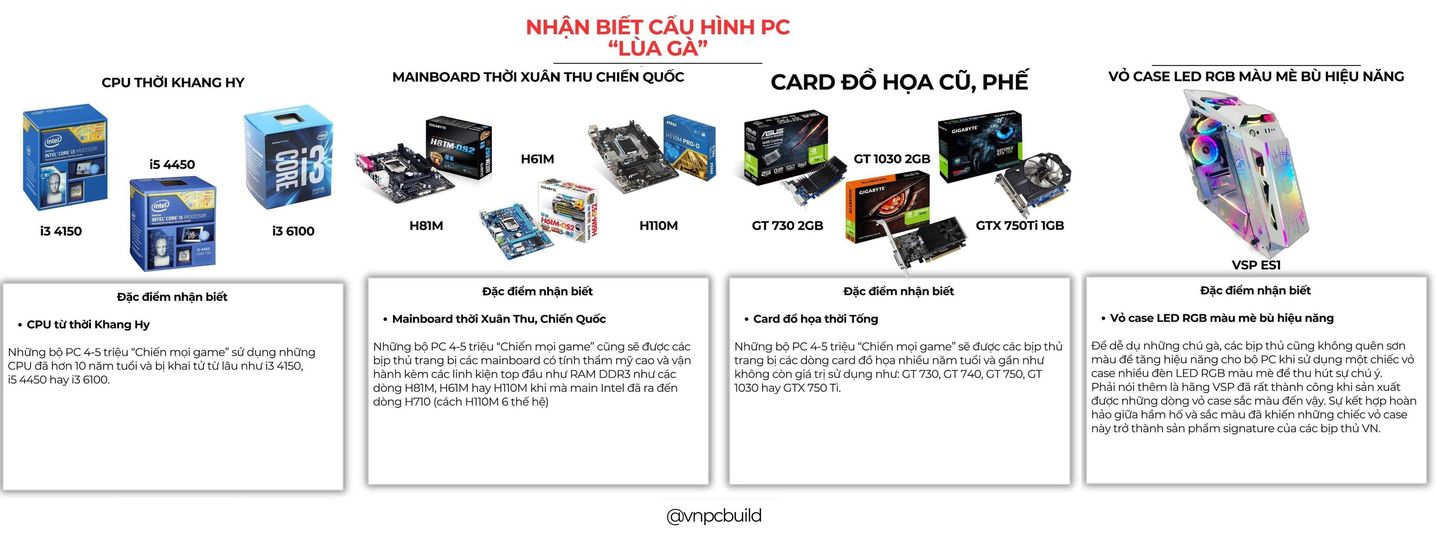 NHẬN BIẾT CẤU HÌNH PC
“LÙA GÀ”
CPU THỜI KHANG HY
i3 4150
i5 4450
i3 6100
MAINBOARD THỜI XUÂN THU CHIẾN QUỐC
H81M
H61M
H110M
CARD ĐỒ HỌA CŨ, PHẾ
GT 730 2GB
GT 1030 2GB
GTX 750Ti 1GB
VỎ CASE LED RGB MÀU MÈ BÙ HIỆU NĂNG
VSP ES1
Đặc điểm nhận biết
• CPU từ thời Khang Hy
Những bộ PC 4-5 triệu “Chiến mọi game” sử dụng những
CPU đã hơn 10 năm tuổi và bị khai tử từ lâu như i3 4150,
i5 4450 hay i3 6100.
Đặc điểm nhận biết
• Mainboard thời Xuân Thu, Chiến Quốc
Những bộ PC 4-5 triệu “Chiến mọi game” cũng sẽ được các
bịp thủ trang bị các mainboard có tính thẩm mỹ cao và vận
hành kèm các linh kiện top đầu như RAM DDR3 như các
dòng H81M, H61M hay H110M khi mà main Intel đã ra đến
dòng H710 (cách H110M 6 thế hệ)
Đặc điểm nhận biết
• Card đồ họa thời Tống
Những bộ PC 4-5 triệu “Chiến mọi game” sẽ được các bịp thủ
trang bị các dòng card đồ họa nhiều năm tuổi và gần như
không còn giá trị sử dụng như: GT 730, GT 740, GT 750, GT
1030 hay GTX 750 Ti.
Đặc điểm nhận biết
• Vỏ case LED RGB màu mè bù hiệu năng
Để dễ dụ những chú gà, các bịp thủ cũng không quên sơn
màu để tăng hiệu năng cho bộ PC khi sử dụng một chiếc vỏ
case nhiều đèn LED RGB màu mè để thu hút sự chú ý.
Phải nói thêm là hãng VSP đã rất thành công khi sản xuất
được những dòng vỏ case sắc màu đến vậy. Sự kết hợp hoàn
hảo giữa hầm hố và sắc màu đã khiến những chiếc vỏ case
này trở thành sản phẩm signature của các bịp thủ VN.
@vnpcbuild